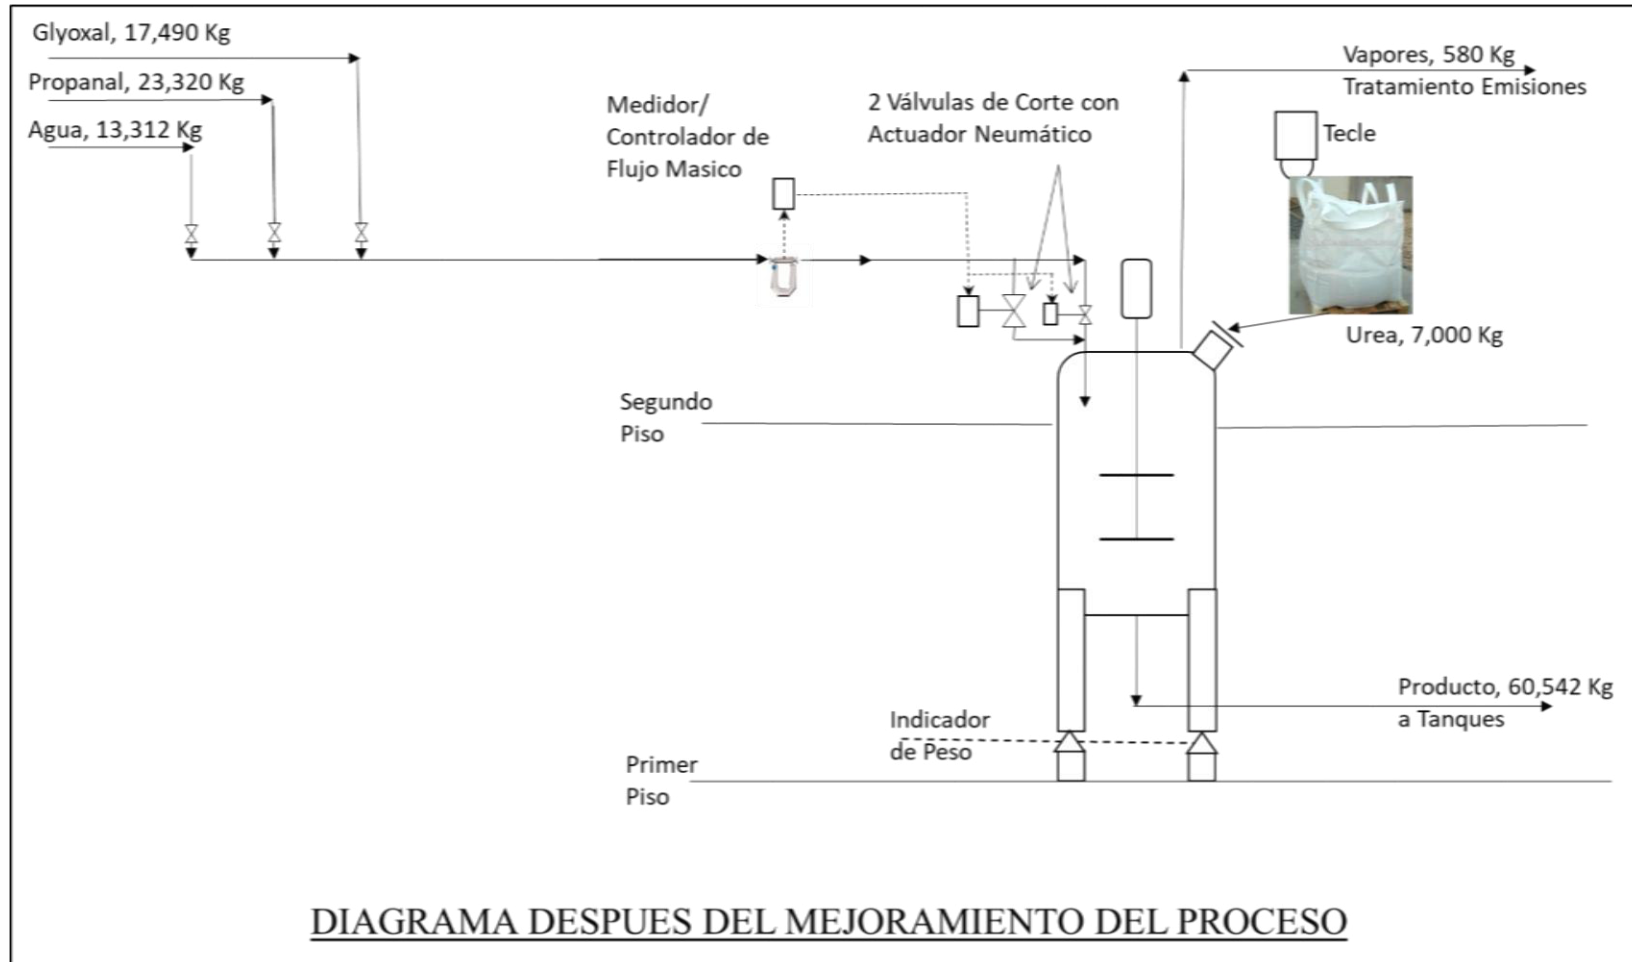 Glyoxal, 17,490 Kg
Propanal, 23,320 Kg
Agua, 13,312 Kg
Medidor/
Controlador de
Flujo Masico
2 Válvulas de Corte con
Actuador Neumático
Vapores, 580 Kg
Tratamiento Emisiones
Tecle
Urea, 7,000 Kg
Segundo
Piso
Producto, 60,542 Kg
a Tanques
Indicador
de Peso
Primer
Piso
DIAGRAMA DESPUES DEL MEJORAMIENTO DEL PROCESO